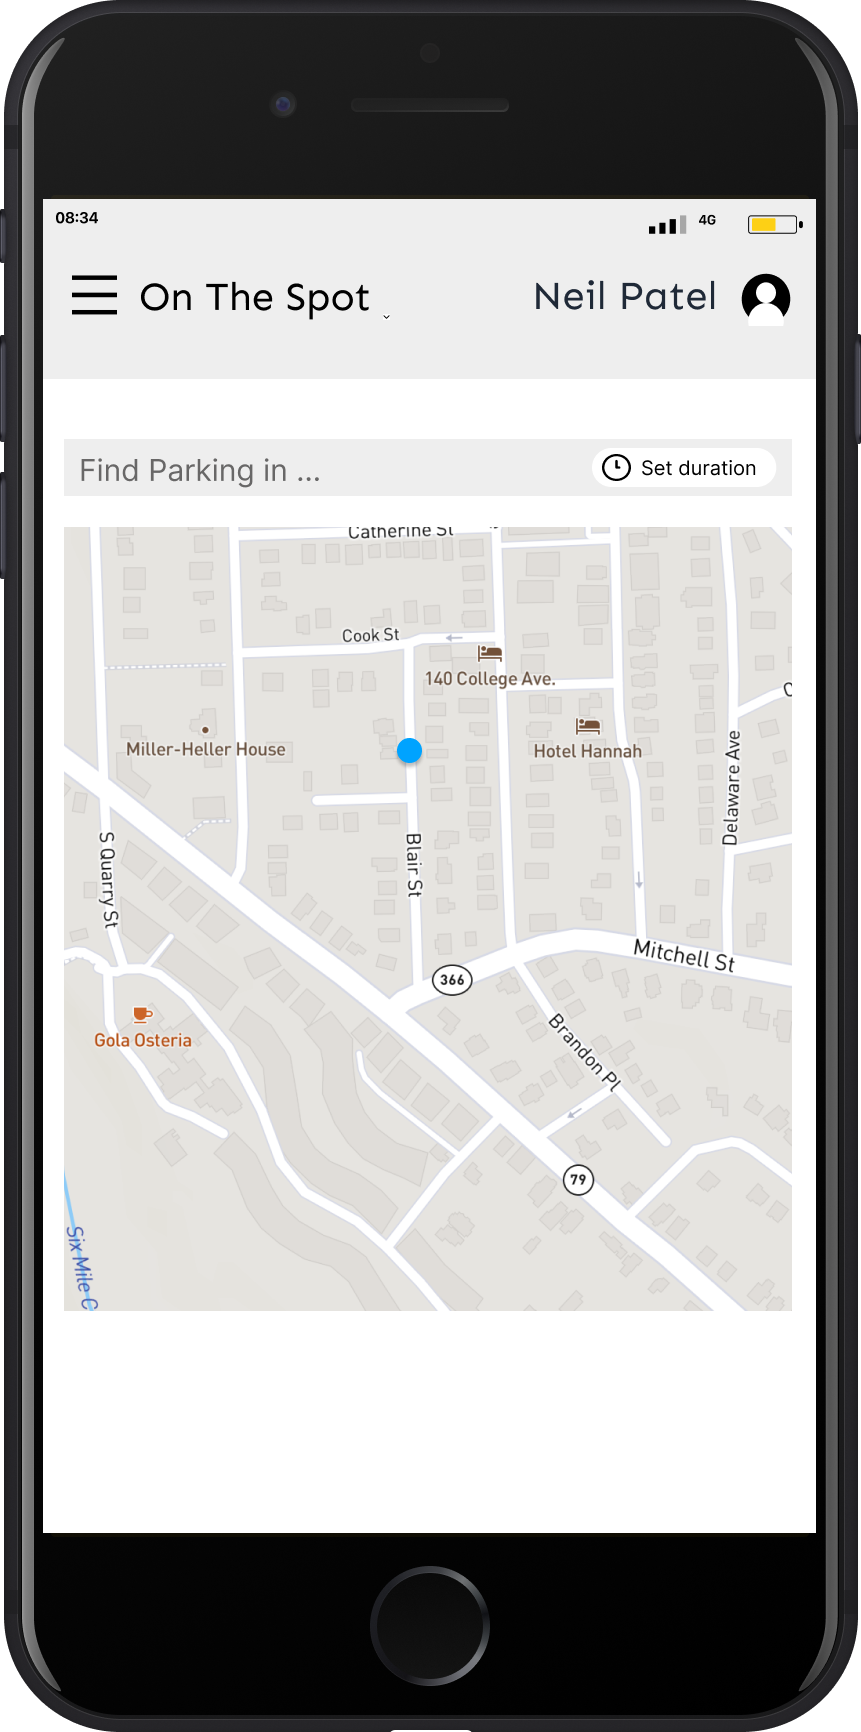 08:34
4G
On The Spot
Neil Patel
Find Parking in ...
Set duration
Catherine St
Cook St
140 College Ave.
Miller-Heller House
Hotel Hannah
Delaware Ave
S Quarry St
Blair St
Mitchell St
366
Gola Osteria
Brandon Pl
79
Six Mile C